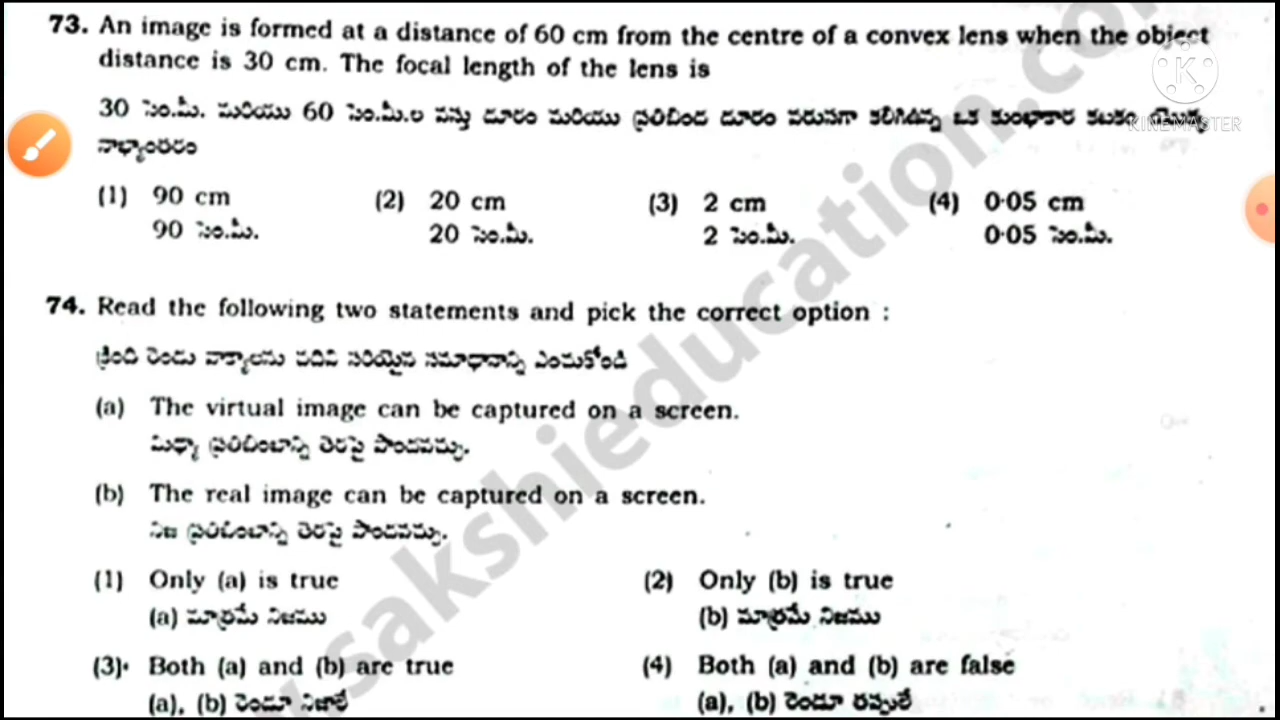 73. An image is formed at a distance of 60 cm from the centre of a convex lens when the object
distance is 30 cm. The focal length of the lens is
30 సెం.మీ. మరియు 60 సెం.మీ.ల వస్తు దూరం మరియు ప్రతిబింబ దూరం వరుసగా కలిగివున్న ఒక కుంభాకార కటకం యొక్క
నాభ్యాంతరం
KINEMASTER
(1) 90 cm (2) 20 cm (3) 2 cm (4) 0·05 cm
90 సెం.మీ. 20 సెం.మీ. 2 సెం.మీ. 0·05 సెం.మీ.
74. Read the following two statements and pick the correct option :
క్రింది రెండు వాక్యాలను చదివి సరియైన సమాధానాన్ని ఎంచుకోండి
(a) The virtual image can be captured on a screen.
మిథ్యా ప్రతిబింబాన్ని తెరపై పొందవచ్చు.
(b) The real image can be captured on a screen.
నిజ ప్రతిబింబాన్ని తెరపై పొందవచ్చు.
(1) Only (a) is true (2) Only (b) is true
(a) మాత్రమే నిజము (b) మాత్రమే నిజము
(3) Both (a) and (b) are true (4) Both (a) and (b) are false
(a), (b) రెండూ నిజాలే (a), (b) రెండూ తప్పులే
.sakshieducation.co